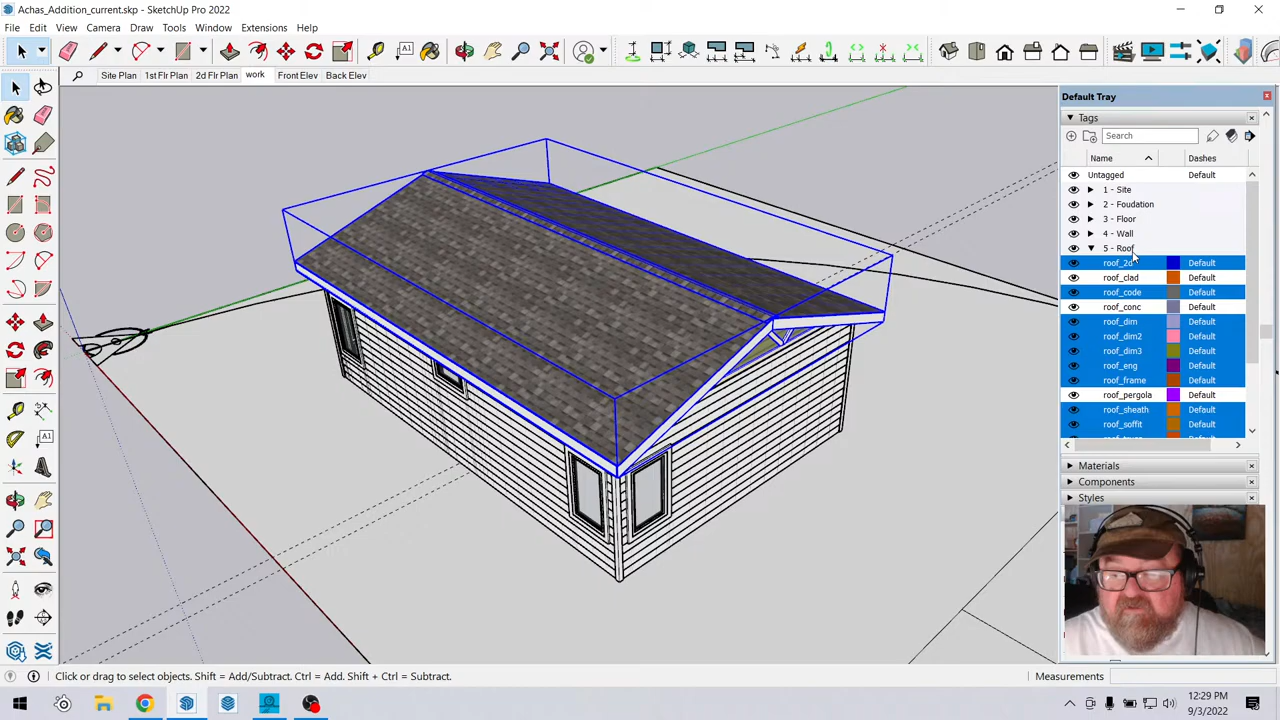 Achas_Addition_current.skp - SketchUp Pro 2022
File Edit View Camera Draw Tools Window Extensions Help
Site Plan 1st Flr Plan 2d Flr Plan work Front Elev Back Elev
Default Tray
Tags
Search
Name Dashes
Untagged Default
1 - Site
2 - Foudation
3 - Floor
4 - Wall
5 - Roof
roof_2d Default
roof_clad Default
roof_code Default
roof_conc Default
roof_dim Default
roof_dim2 Default
roof_dim3 Default
roof_eng Default
roof_frame Default
roof_pergola Default
roof_sheath Default
roof_soffit Default
Materials
Components
Styles
Click or drag to select objects. Shift = Add/Subtract. Ctrl = Add. Shift + Ctrl = Subtract.
Measurements
12:29 PM
9/3/2022